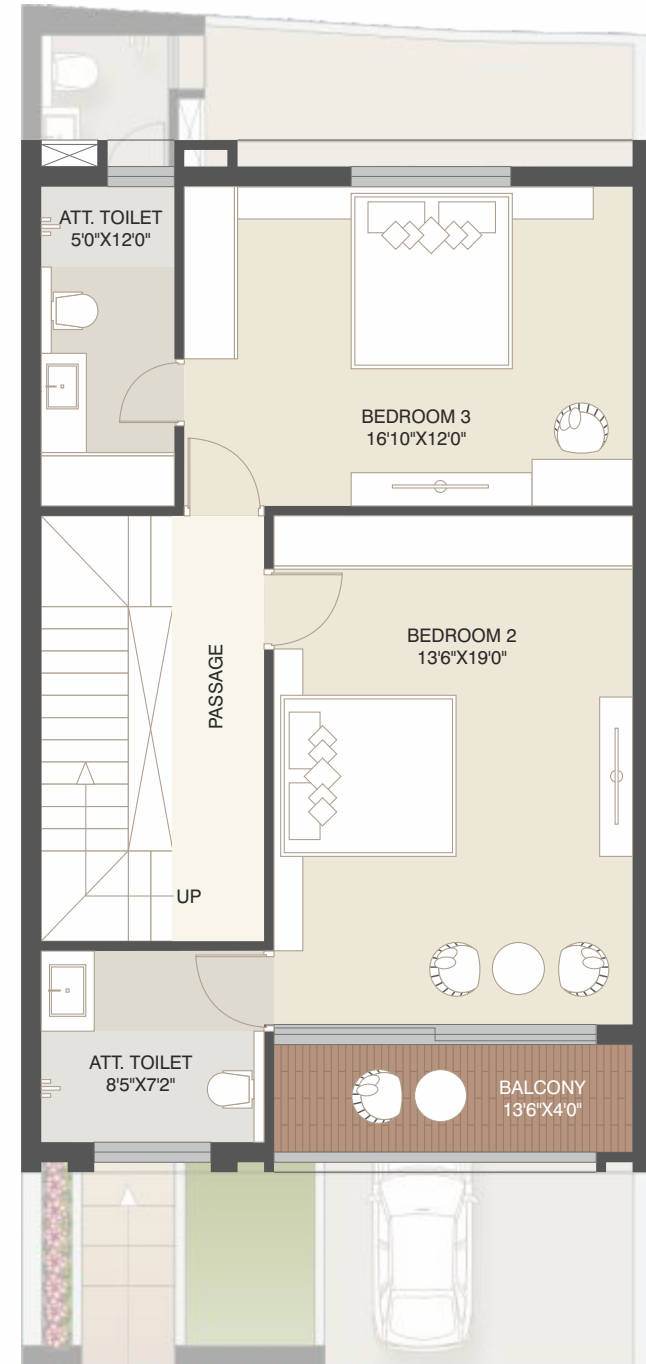 ATT. TOILET
5'0"X12'0"
BEDROOM 3
16'10"X12'0"
BEDROOM 2
13'6"X19'0"
PASSAGE
UP
ATT. TOILET
8'5"X7'2"
BALCONY
13'6"X4'0"